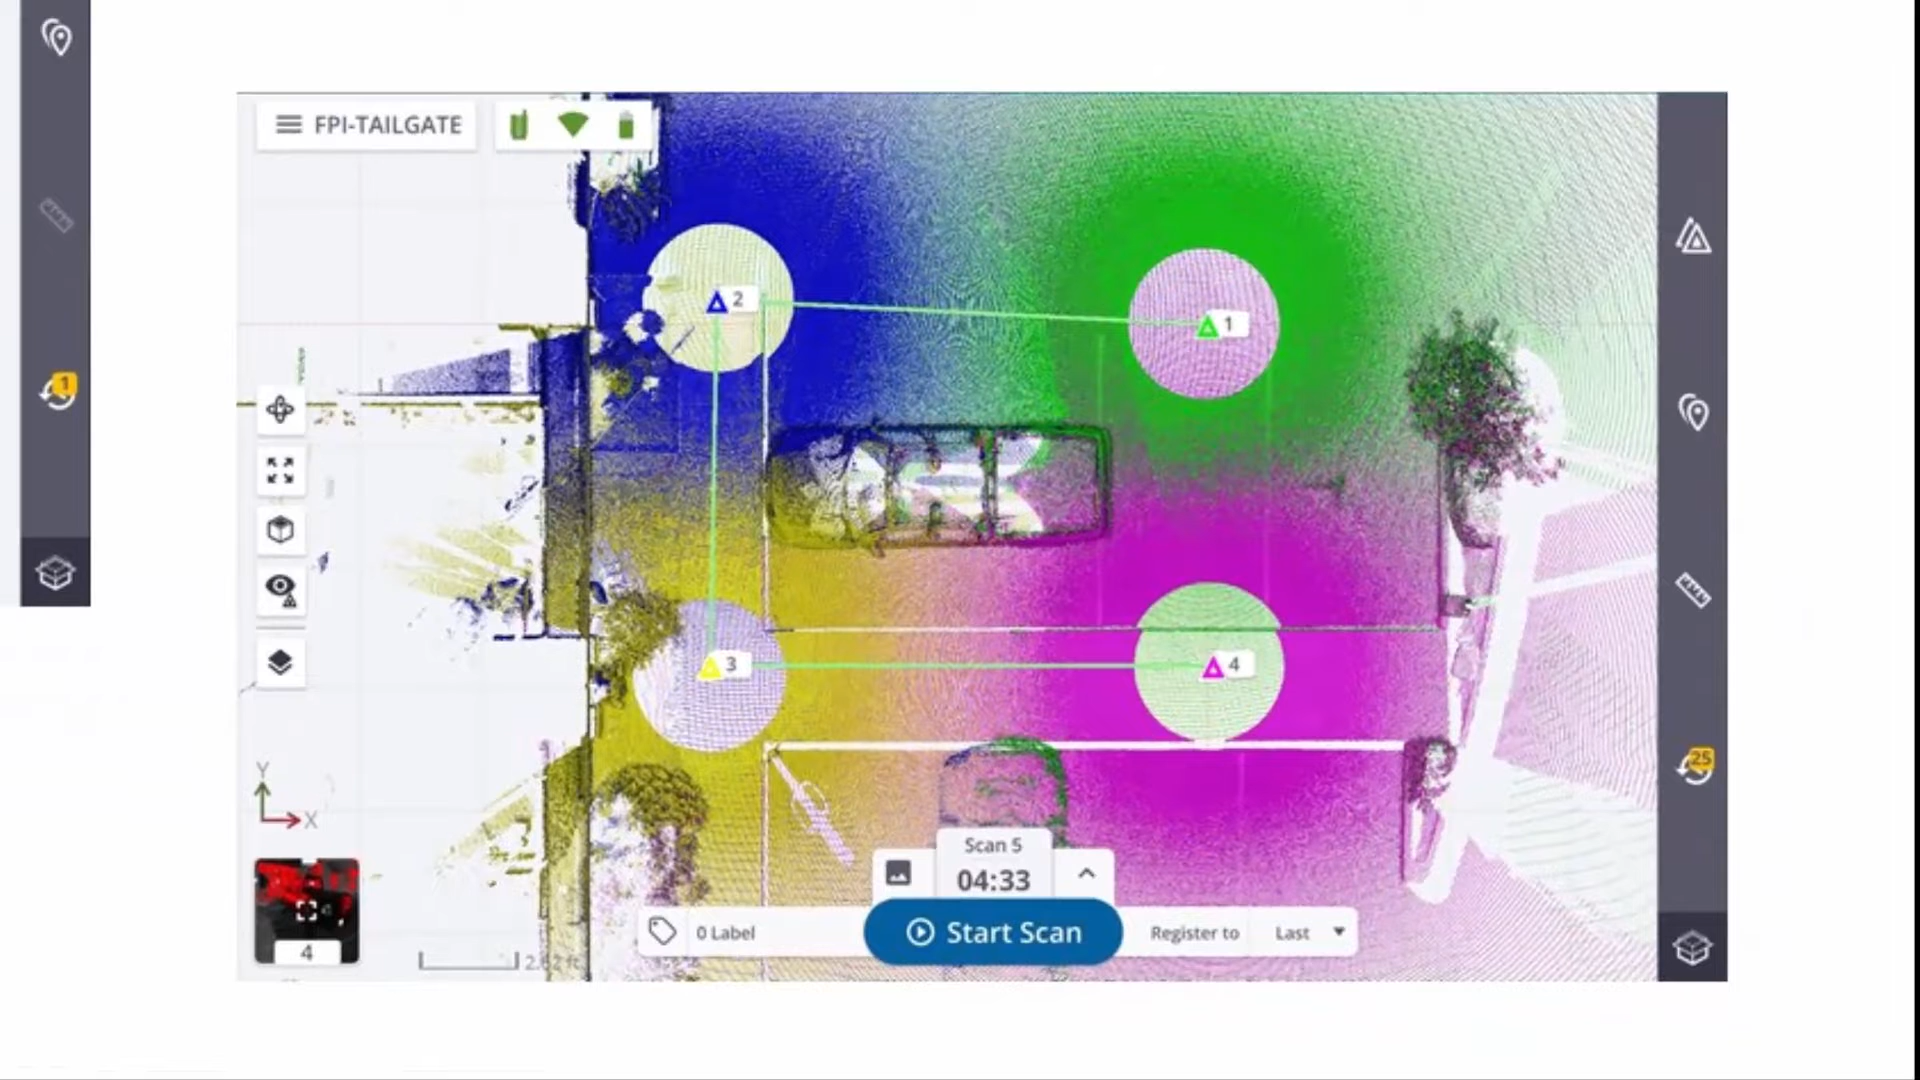 FPI-TAILGATE
1
2
1
3
4
25
Y
X
Scan 5
04:33
0 Label
Start Scan
Register to
Last
4